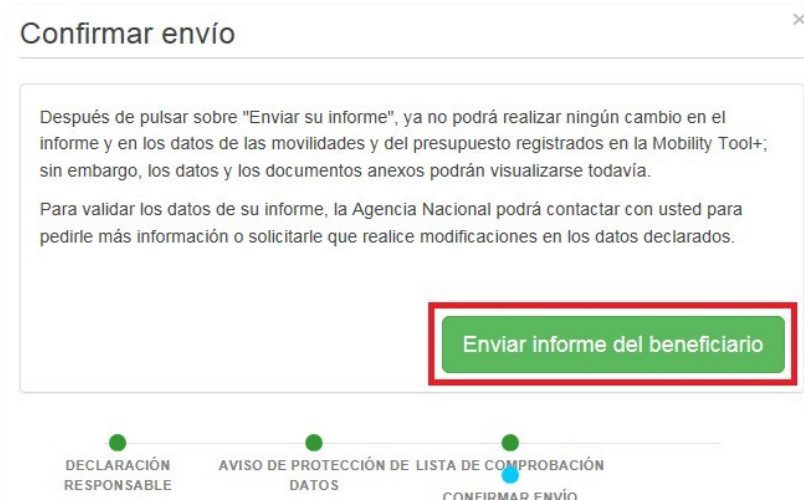 Confirmar envío
×
Después de pulsar sobre "Enviar su informe", ya no podrá realizar ningún cambio en el
informe y en los datos de las movilidades y del presupuesto registrados en la Mobility Tool+;
sin embargo, los datos y los documentos anexos podrán visualizarse todavía.
Para validar los datos de su informe, la Agencia Nacional podrá contactar con usted para
pedirle más información o solicitarle que realice modificaciones en los datos declarados.
Enviar informe del beneficiario
DECLARACIÓN
RESPONSABLE
AVISO DE PROTECCIÓN DE
DATOS
LISTA DE COMPROBACIÓN
CONFIRMAR ENVÍO